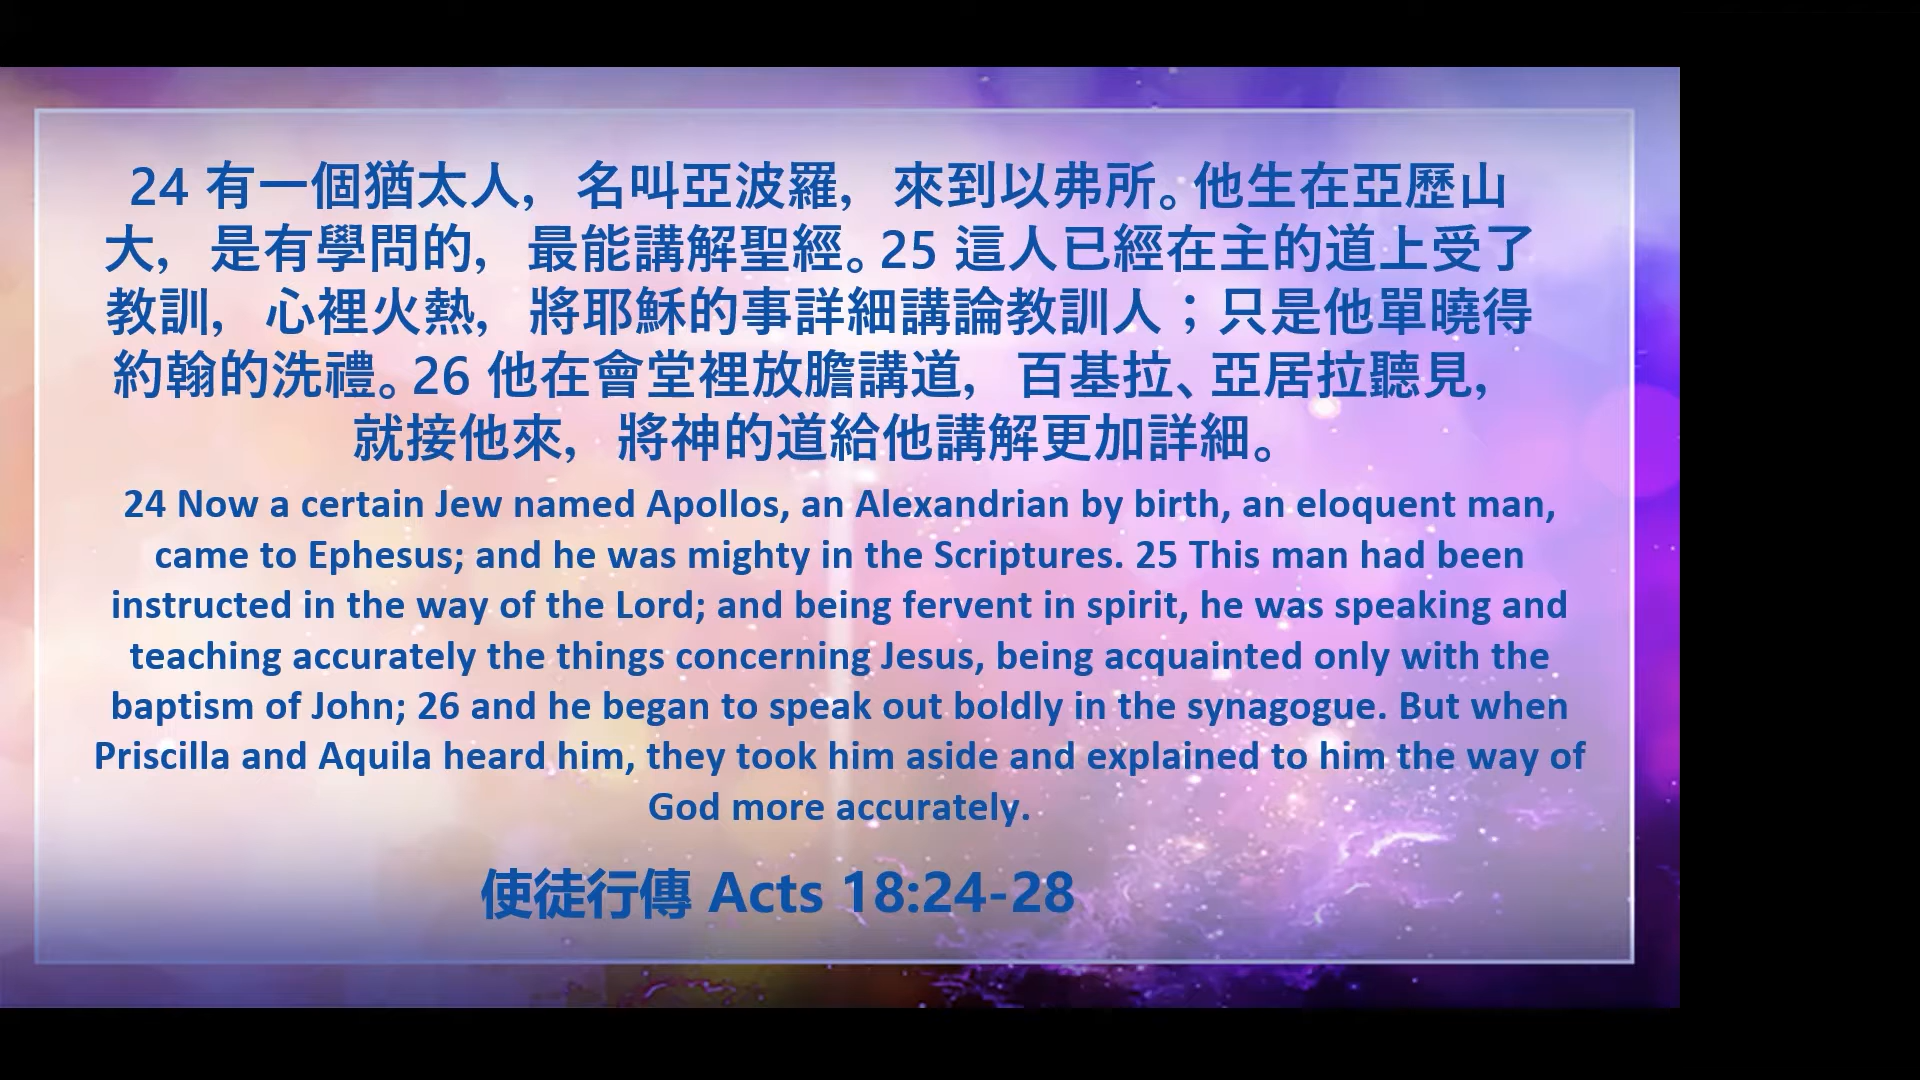 24 有一個猶太人，名叫亞波羅，來到以弗所。他生在亞歷山
大，是有學問的，最能講解聖經。25 這人已經在主的道上受了
教訓，心裡火熱，將耶穌的事詳細講論教訓人；只是他單曉得
約翰的洗禮。26 他在會堂裡放膽講道，百基拉、亞居拉聽見，
就接他來，將神的道給他講解更加詳細。
24 Now a certain Jew named Apollos, an Alexandrian by birth, an eloquent man,
came to Ephesus; and he was mighty in the Scriptures. 25 This man had been
instructed in the way of the Lord; and being fervent in spirit, he was speaking and
teaching accurately the things concerning Jesus, being acquainted only with the
baptism of John; 26 and he began to speak out boldly in the synagogue. But when
Priscilla and Aquila heard him, they took him aside and explained to him the way of
God more accurately.
使徒行傳 Acts 18:24-28